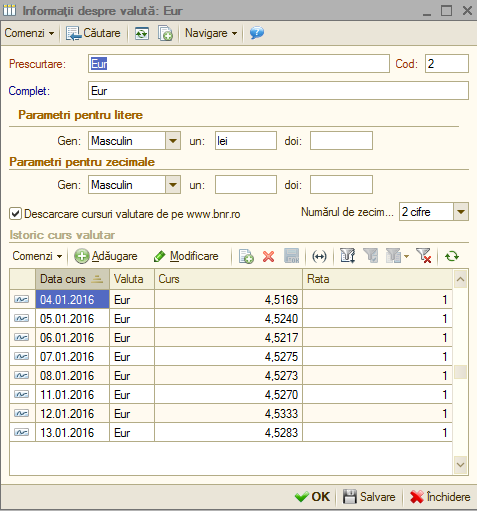 Informații despre valută: Eur
Comenzi Căutare Navigare
Prescurtare: Eur Cod: 2
Complet: Eur
Parametri pentru litere
Gen: Masculin un: lei doi:
Parametri pentru zecimale
Gen: Masculin un: doi:
Descarcare cursuri valutare de pe www.bnr.ro Numărul de zecim... 2 cifre
Istoric curs valutar
Comenzi Adăugare Modificare
Data curs Valuta Curs Rata
04.01.2016 Eur 4,5169 1
05.01.2016 Eur 4,5240 1
06.01.2016 Eur 4,5217 1
07.01.2016 Eur 4,5275 1
08.01.2016 Eur 4,5273 1
11.01.2016 Eur 4,5270 1
12.01.2016 Eur 4,5333 1
13.01.2016 Eur 4,5283 1
OK Salvare Închidere